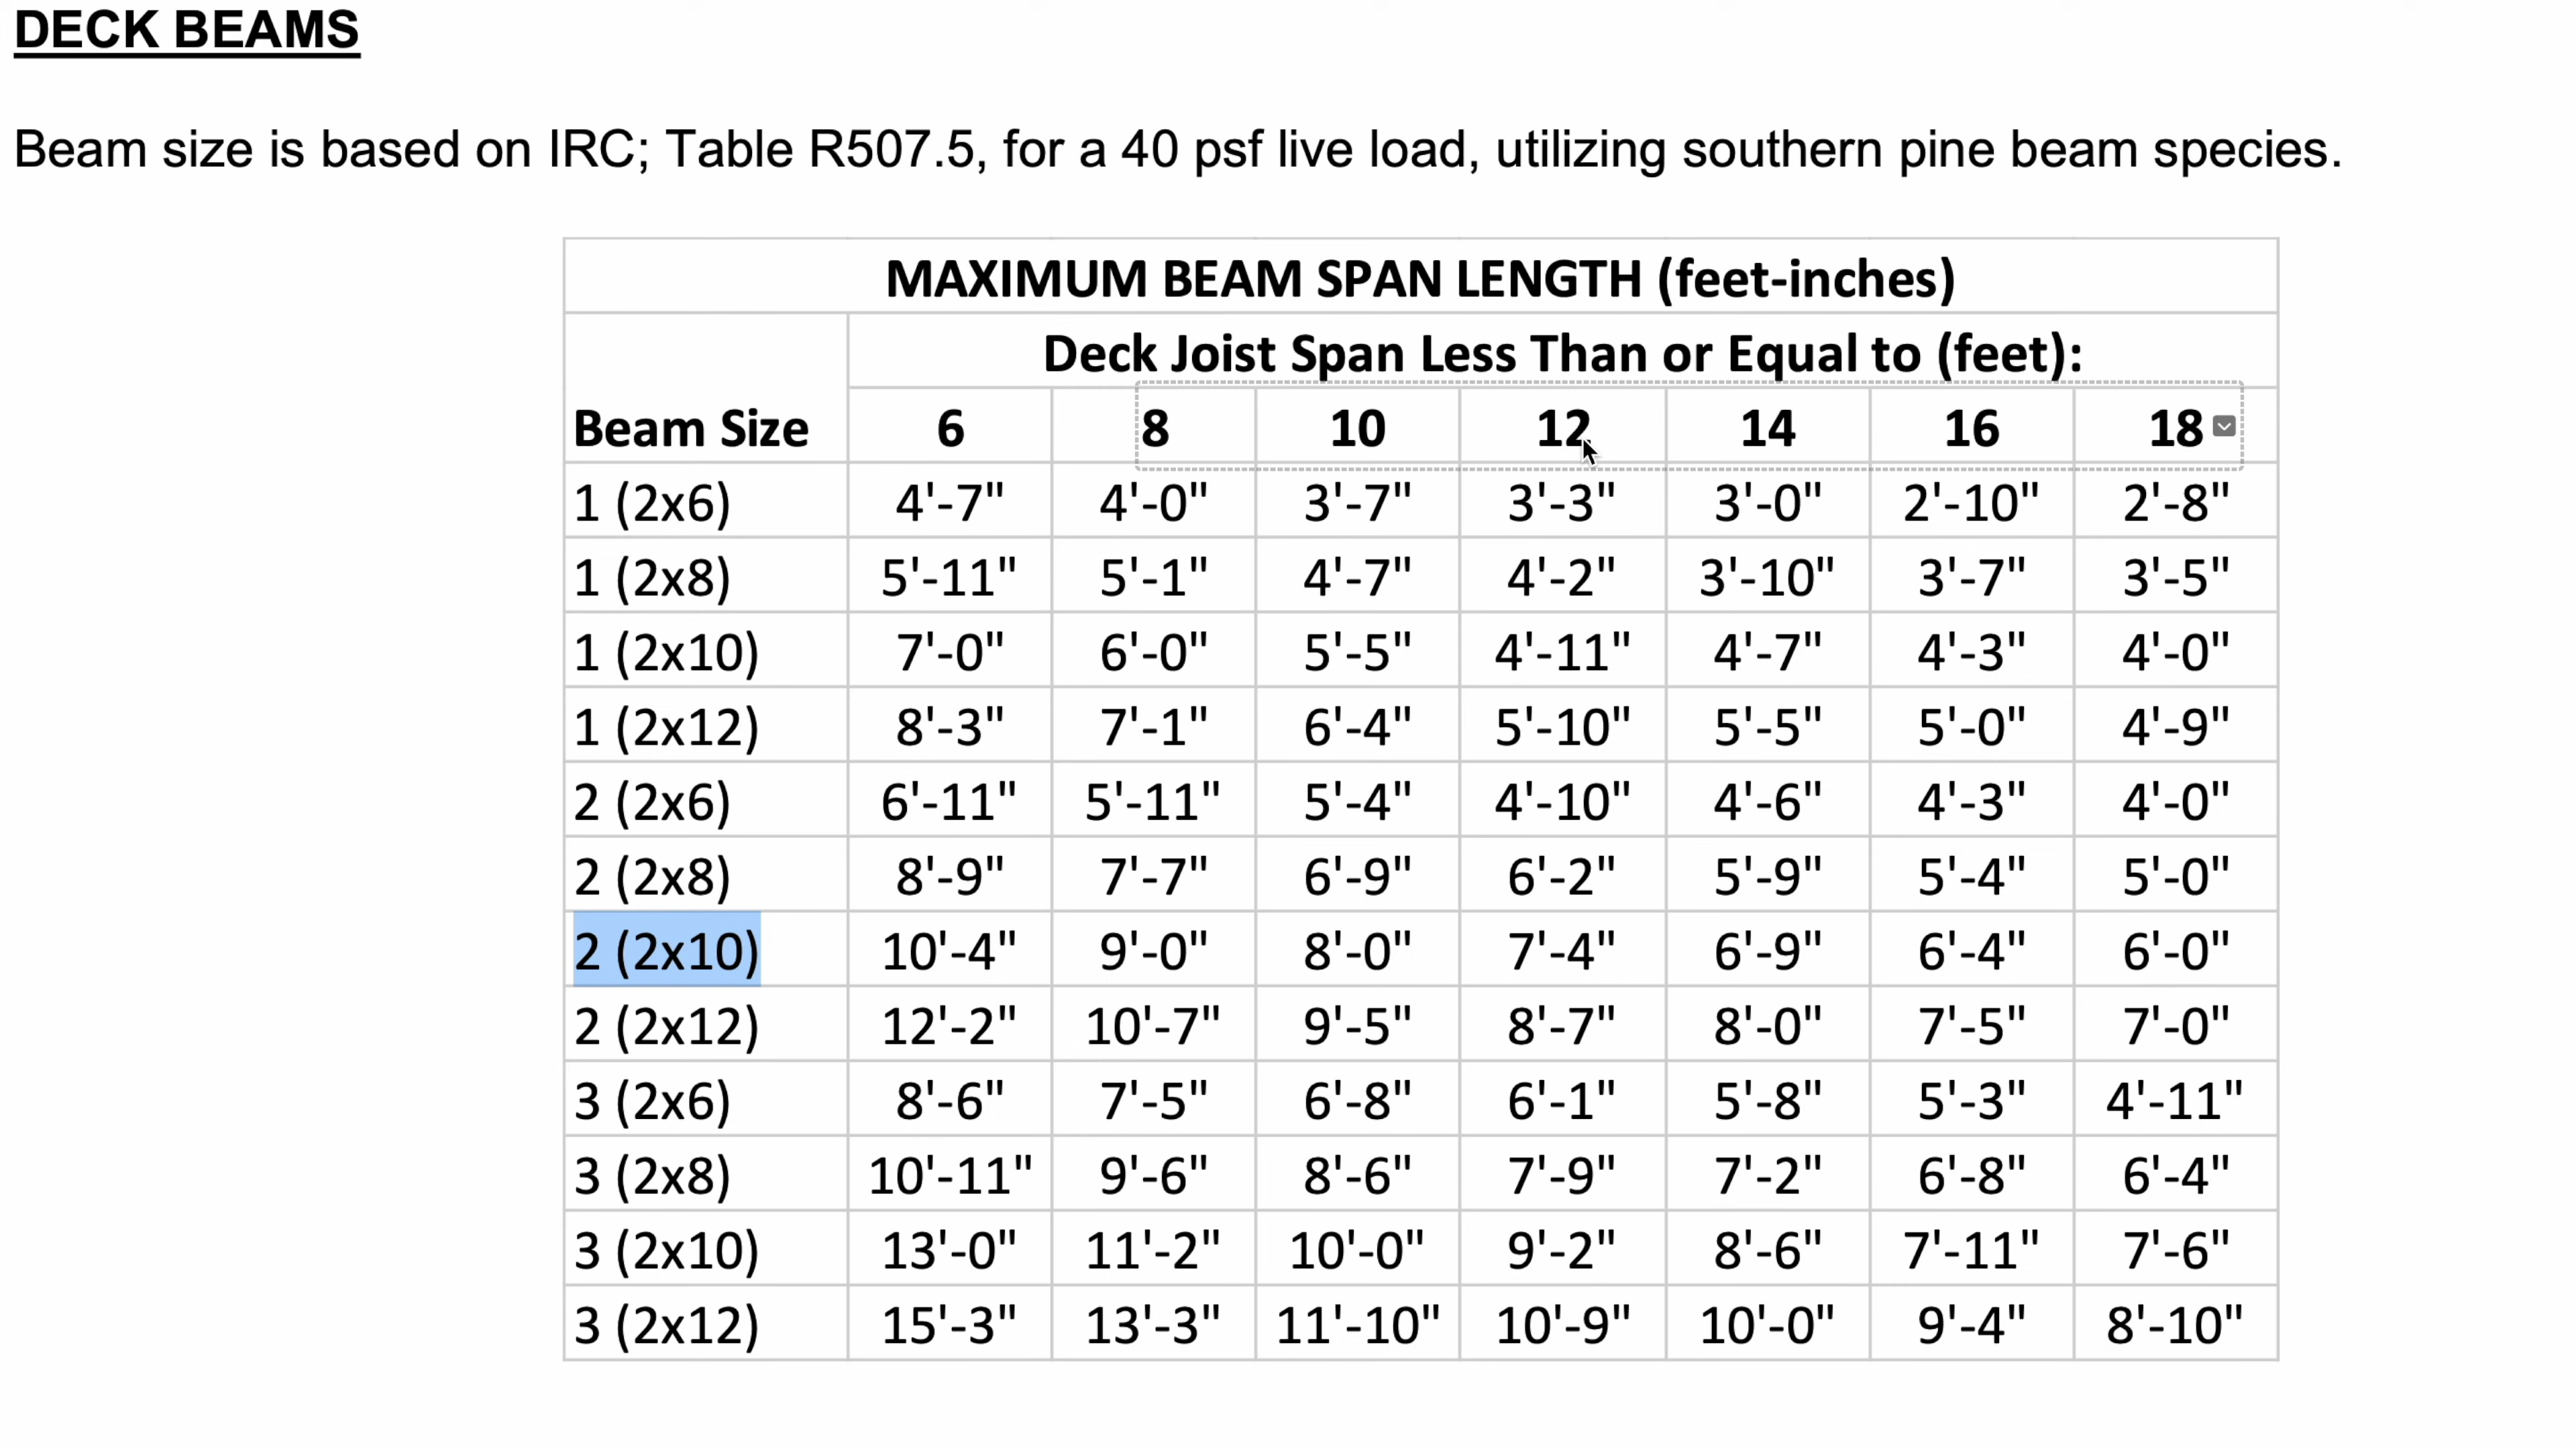 DECK BEAMS
Beam size is based on IRC; Table R507.5, for a 40 psf live load, utilizing southern pine beam species.
MAXIMUM BEAM SPAN LENGTH (feet-inches)
Deck Joist Span Less Than or Equal to (feet):
Beam Size 6 8 10 12 14 16 18
1 (2x6) 4'-7" 4'-0" 3'-7" 3'-3" 3'-0" 2'-10" 2'-8"
1 (2x8) 5'-11" 5'-1" 4'-7" 4'-2" 3'-10" 3'-7" 3'-5"
1 (2x10) 7'-0" 6'-0" 5'-5" 4'-11" 4'-7" 4'-3" 4'-0"
1 (2x12) 8'-3" 7'-1" 6'-4" 5'-10" 5'-5" 5'-0" 4'-9"
2 (2x6) 6'-11" 5'-11" 5'-4" 4'-10" 4'-6" 4'-3" 4'-0"
2 (2x8) 8'-9" 7'-7" 6'-9" 6'-2" 5'-9" 5'-4" 5'-0"
2 (2x10) 10'-4" 9'-0" 8'-0" 7'-4" 6'-9" 6'-4" 6'-0"
2 (2x12) 12'-2" 10'-7" 9'-5" 8'-7" 8'-0" 7'-5" 7'-0"
3 (2x6) 8'-6" 7'-5" 6'-8" 6'-1" 5'-8" 5'-3" 4'-11"
3 (2x8) 10'-11" 9'-6" 8'-6" 7'-9" 7'-2" 6'-8" 6'-4"
3 (2x10) 13'-0" 11'-2" 10'-0" 9'-2" 8'-6" 7'-11" 7'-6"
3 (2x12) 15'-3" 13'-3" 11'-10" 10'-9" 10'-0" 9'-4" 8'-10"